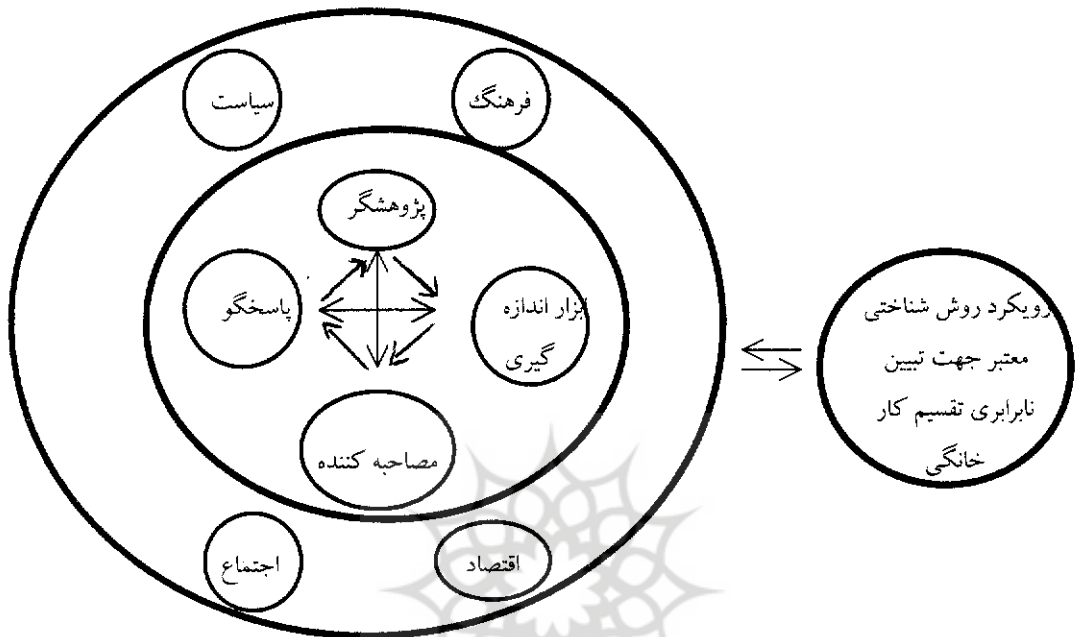 فرهنگ
سیاست
پژوهشگر
ابزار اندازه
گیری
پاسخگو
مصاحبه کننده
اقتصاد
اجتماع
رویکرد روش شناختی
معتبر جهت تبیین
نابرابری تقسیم کار
خانگی